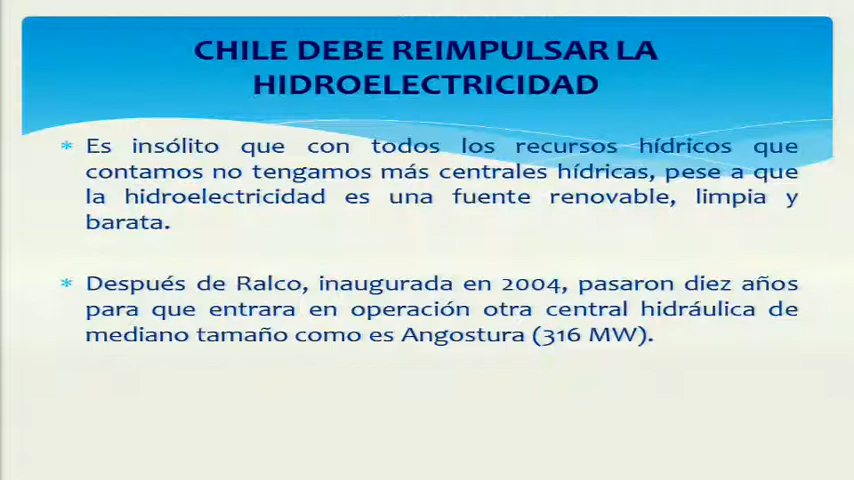 CHILE DEBE REIMPULSAR LA
HIDROELECTRICIDAD
* Es insólito que con todos los recursos hídricos que
contamos no tengamos más centrales hídricas, pese a que
la hidroelectricidad es una fuente renovable, limpia y
barata.
* Después de Ralco, inaugurada en 2004, pasaron diez años
para que entrara en operación otra central hidráulica de
mediano tamaño como es Angostura (316 MW).